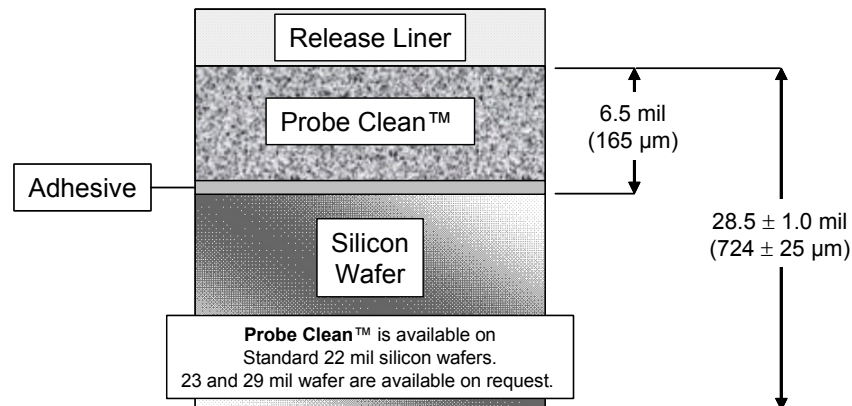 Release Liner
Probe Clean™
6.5 mil
(165 µm)
Adhesive
28.5 ± 1.0 mil
(724 ± 25 µm)
Silicon
Wafer
Probe Clean™ is available on
Standard 22 mil silicon wafers.
23 and 29 mil wafer are available on request.